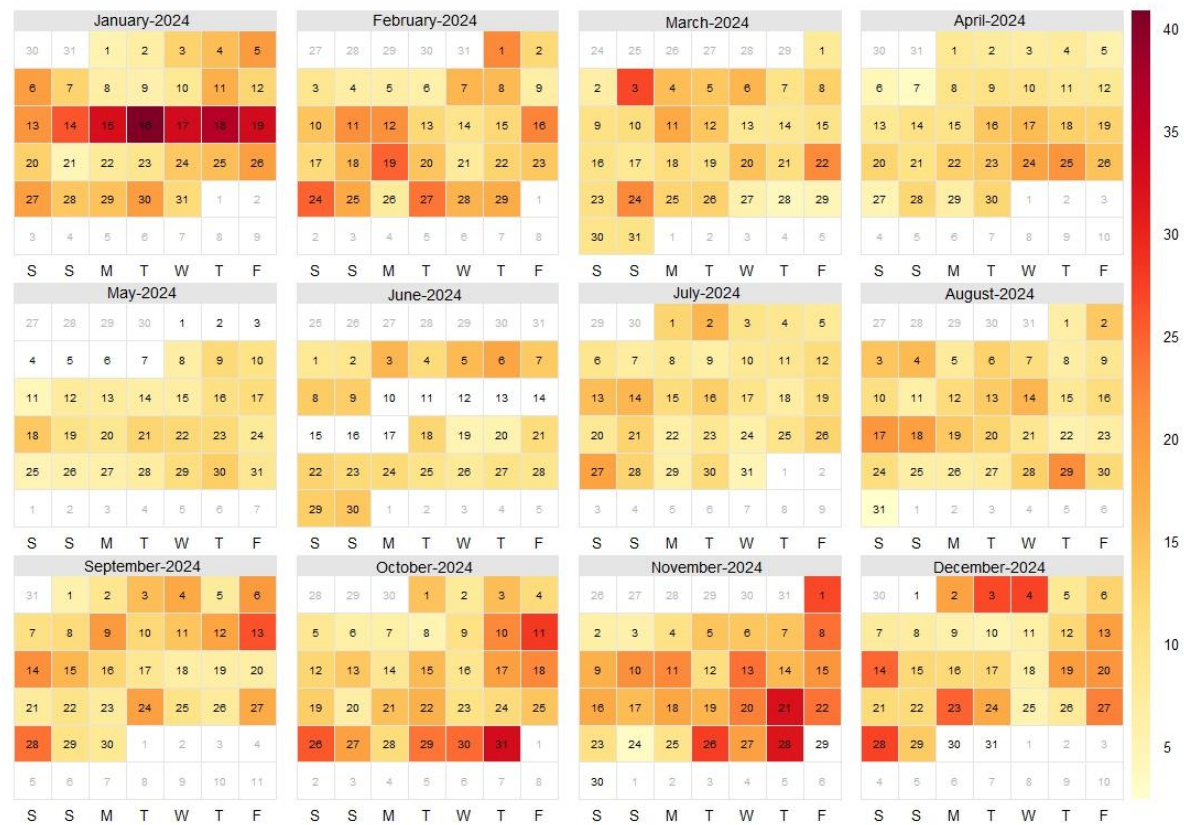 January-2024
30 31 1 2 3 4 5
6 7 8 9 10 11 12
13 14 15 16 17 18 19
20 21 22 23 24 25 26
27 28 29 30 31 1 2
3 4 5 6 7 8 9
S S M T W T F
February-2024
27 28 29 30 31 1 2
3 4 5 6 7 8 9
10 11 12 13 14 15 16
17 18 19 20 21 22 23
24 25 26 27 28 29 1
2 3 4 5 6 7 8
S S M T W T F
March-2024
24 25 26 27 28 29 1
2 3 4 5 6 7 8
9 10 11 12 13 14 15
16 17 18 19 20 21 22
23 24 25 26 27 28 29
30 31 1 2 3 4 5
S S M T W T F
April-2024
30 31 1 2 3 4 5
6 7 8 9 10 11 12
13 14 15 16 17 18 19
20 21 22 23 24 25 26
27 28 29 30 1 2 3
4 5 6 7 8 9 10
S S M T W T F
May-2024
27 28 29 30 1 2 3
4 5 6 7 8 9 10
11 12 13 14 15 16 17
18 19 20 21 22 23 24
25 26 27 28 29 30 31
1 2 3 4 5 6 7
S S M T W T F
June-2024
25 26 27 28 29 30 31
1 2 3 4 5 6 7
8 9 10 11 12 13 14
15 16 17 18 19 20 21
22 23 24 25 26 27 28
29 30 1 2 3 4 5
S S M T W T F
July-2024
29 30 1 2 3 4 5
6 7 8 9 10 11 12
13 14 15 16 17 18 19
20 21 22 23 24 25 26
27 28 29 30 31 1 2
3 4 5 6 7 8 9
S S M T W T F
August-2024
27 28 29 30 31 1 2
3 4 5 6 7 8 9
10 11 12 13 14 15 16
17 18 19 20 21 22 23
24 25 26 27 28 29 30
31 1 2 3 4 5 6
S S M T W T F
September-2024
31 1 2 3 4 5 6
7 8 9 10 11 12 13
14 15 16 17 18 19 20
21 22 23 24 25 26 27
28 29 30 1 2 3 4
5 6 7 8 9 10 11
S S M T W T F
October-2024
28 29 30 1 2 3 4
5 6 7 8 9 10 11
12 13 14 15 16 17 18
19 20 21 22 23 24 25
26 27 28 29 30 31 1
2 3 4 5 6 7 8
S S M T W T F
November-2024
26 27 28 29 30 31 1
2 3 4 5 6 7 8
9 10 11 12 13 14 15
16 17 18 19 20 21 22
23 24 25 26 27 28 29
30 1 2 3 4 5 6
S S M T W T F
December-2024
30 1 2 3 4 5 6
7 8 9 10 11 12 13
14 15 16 17 18 19 20
21 22 23 24 25 26 27
28 29 30 31 1 2 3
4 5 6 7 8 9 10
S S M T W T F
40
35
30
25
20
15
10
5